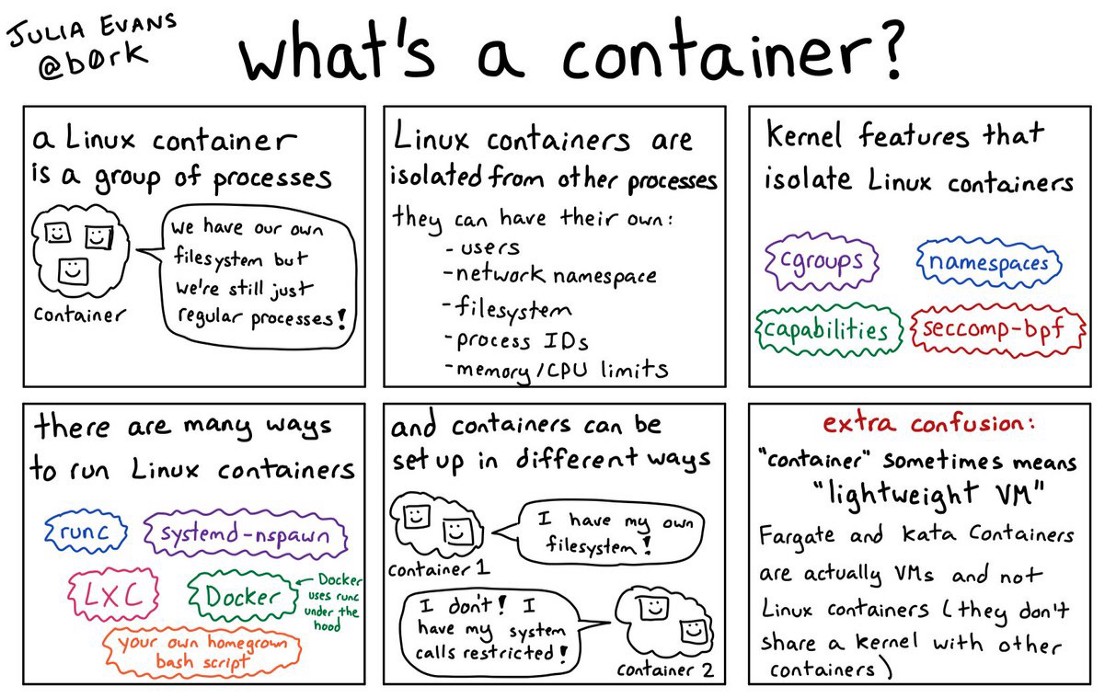 JULIA EVANS
@b0rk
what's a container?
a Linux container
is a group of processes
we have our own
filesystem but
we're still just
regular processes!
container
Linux containers are
isolated from other processes
they can have their own:
- users
- network namespace
- filesystem
- process IDs
- memory/CPU limits
Kernel features that
isolate Linux containers
cgroups
namespaces
capabilities
seccomp-bpf
there are many ways
to run Linux containers
runc
systemd-nspawn
LXC
Docker
Docker
uses runc
under the
hood
your own homegrown
bash script
and containers can be
set up in different ways
I have my own
filesystem!
container 1
I don't! I
have my system
calls restricted!
container 2
extra confusion:
"container" sometimes means
"lightweight VM"
Fargate and Kata Containers
are actually VMs and not
Linux containers (they don't
share a kernel with other
containers)